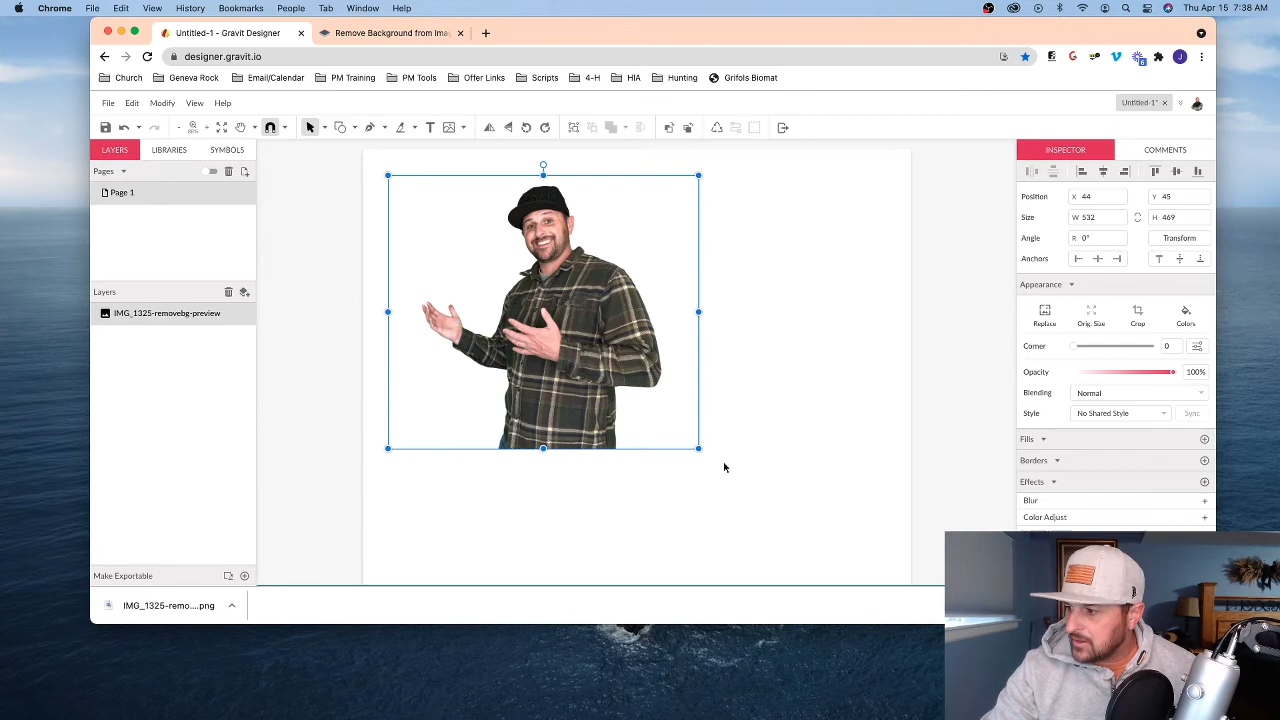 Chrome File Edit View History Bookmarks People Tab Window Help Thu Apr 15 7:38 AM
Untitled-1 - Gravit Designer Remove Background from Imag
designer.gravit.io
Church Geneva Rock Email/Calendar PM Training PM Tools Offer Links Scripts 4-H HIA Hunting Grifols Biomat
File Edit Modify View Help Untitled-1*
LAYERS LIBRARIES SYMBOLS INSPECTOR COMMENTS
Pages
Page 1
Position X 44 Y 45
Size W 532 H 469
Angle R 0° Transform
Anchors
Appearance
Layers
IMG_1325-removebg-preview
Replace Orig. Size Crop Colors
Corner 0
Opacity 100%
Blending Normal
Style No Shared Style Sync
Fills
Borders
Effects
Blur
Color Adjust
Make Exportable
IMG_1325-remo....png